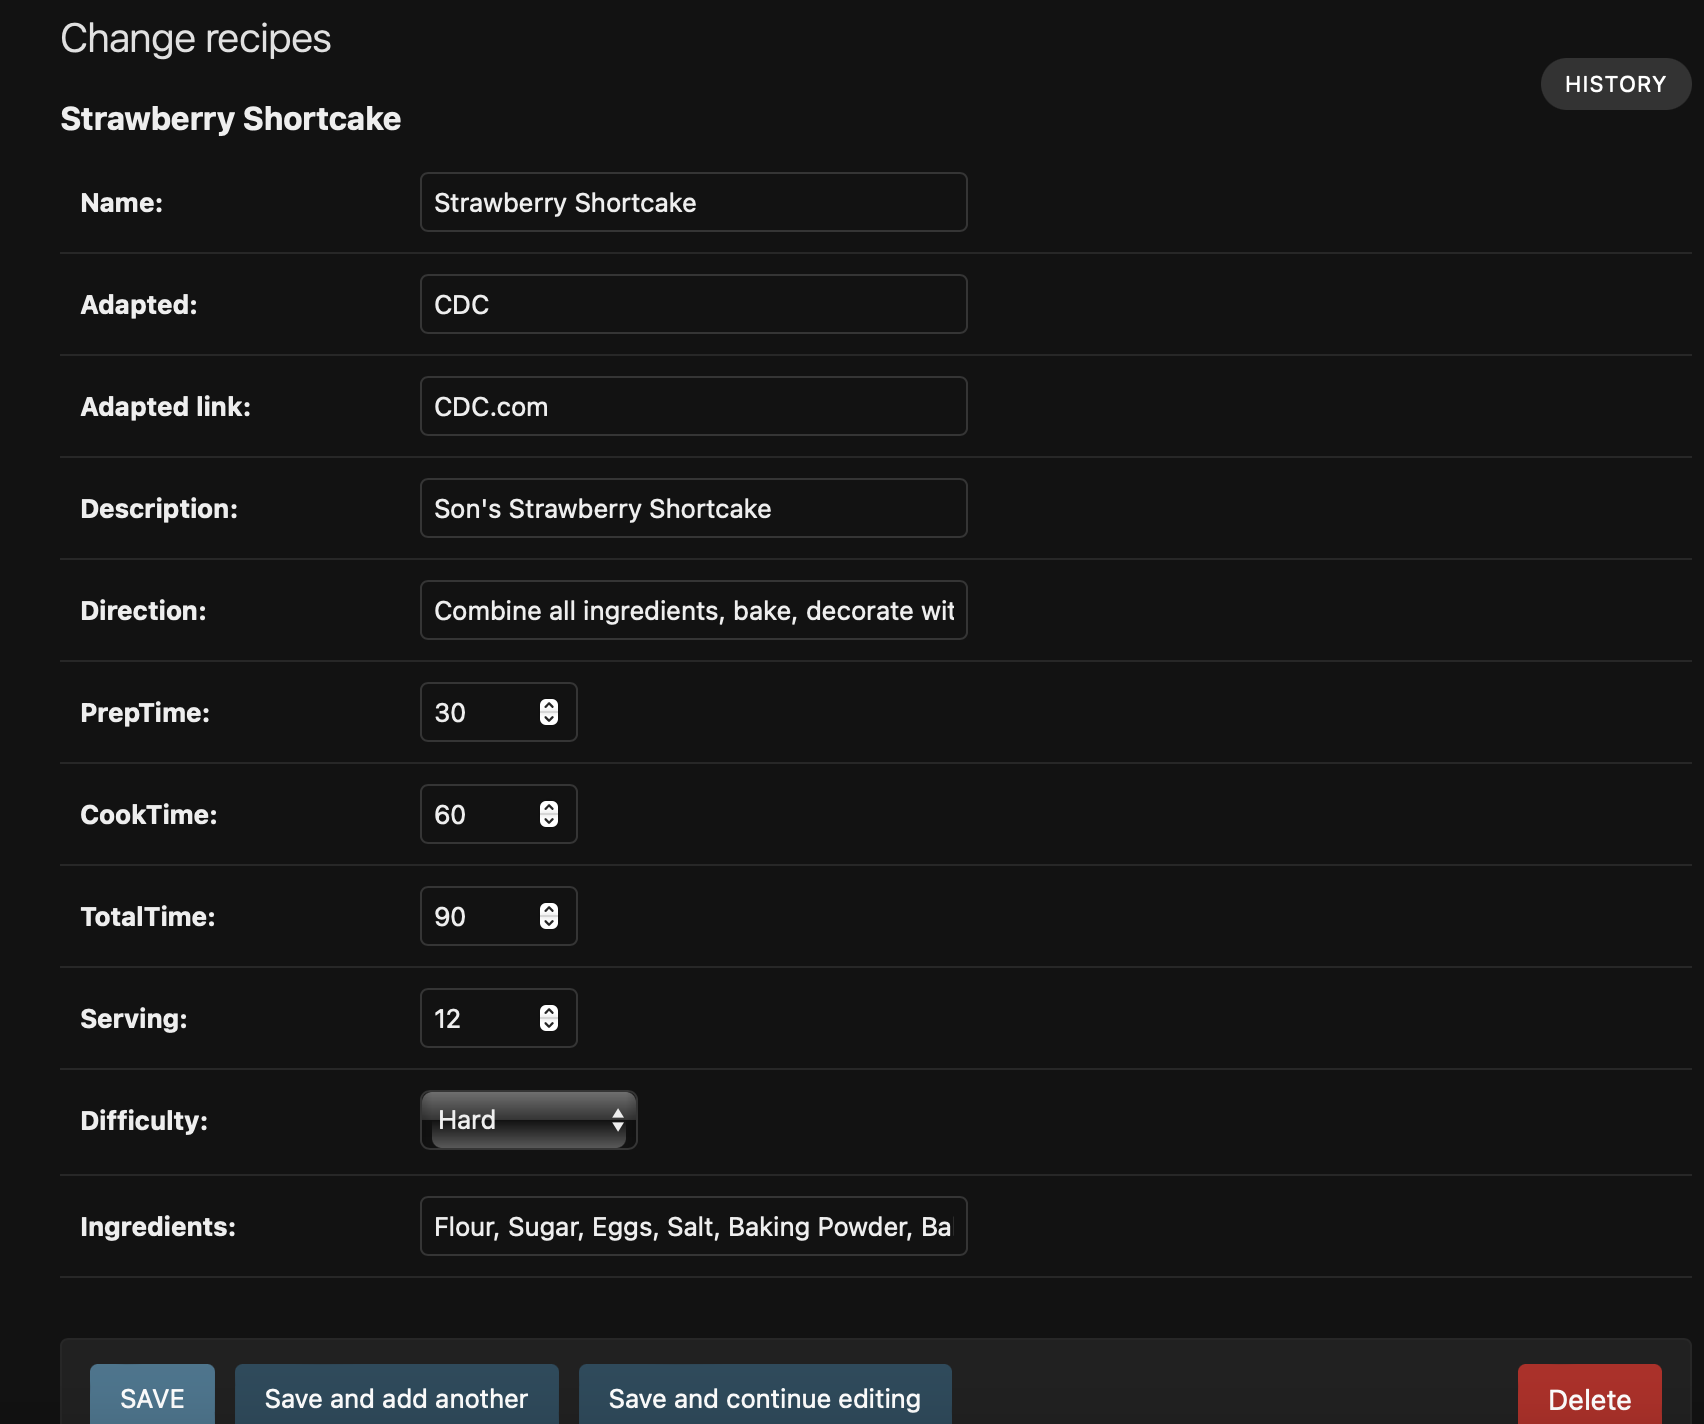 Change recipes
HISTORY
Strawberry Shortcake
Name: Strawberry Shortcake
Adapted: CDC
Adapted link: CDC.com
Description: Son's Strawberry Shortcake
Direction: Combine all ingredients, bake, decorate wit
PrepTime: 30
CookTime: 60
TotalTime: 90
Serving: 12
Difficulty: Hard
Ingredients: Flour, Sugar, Eggs, Salt, Baking Powder, Ba
SAVE Save and add another Save and continue editing Delete